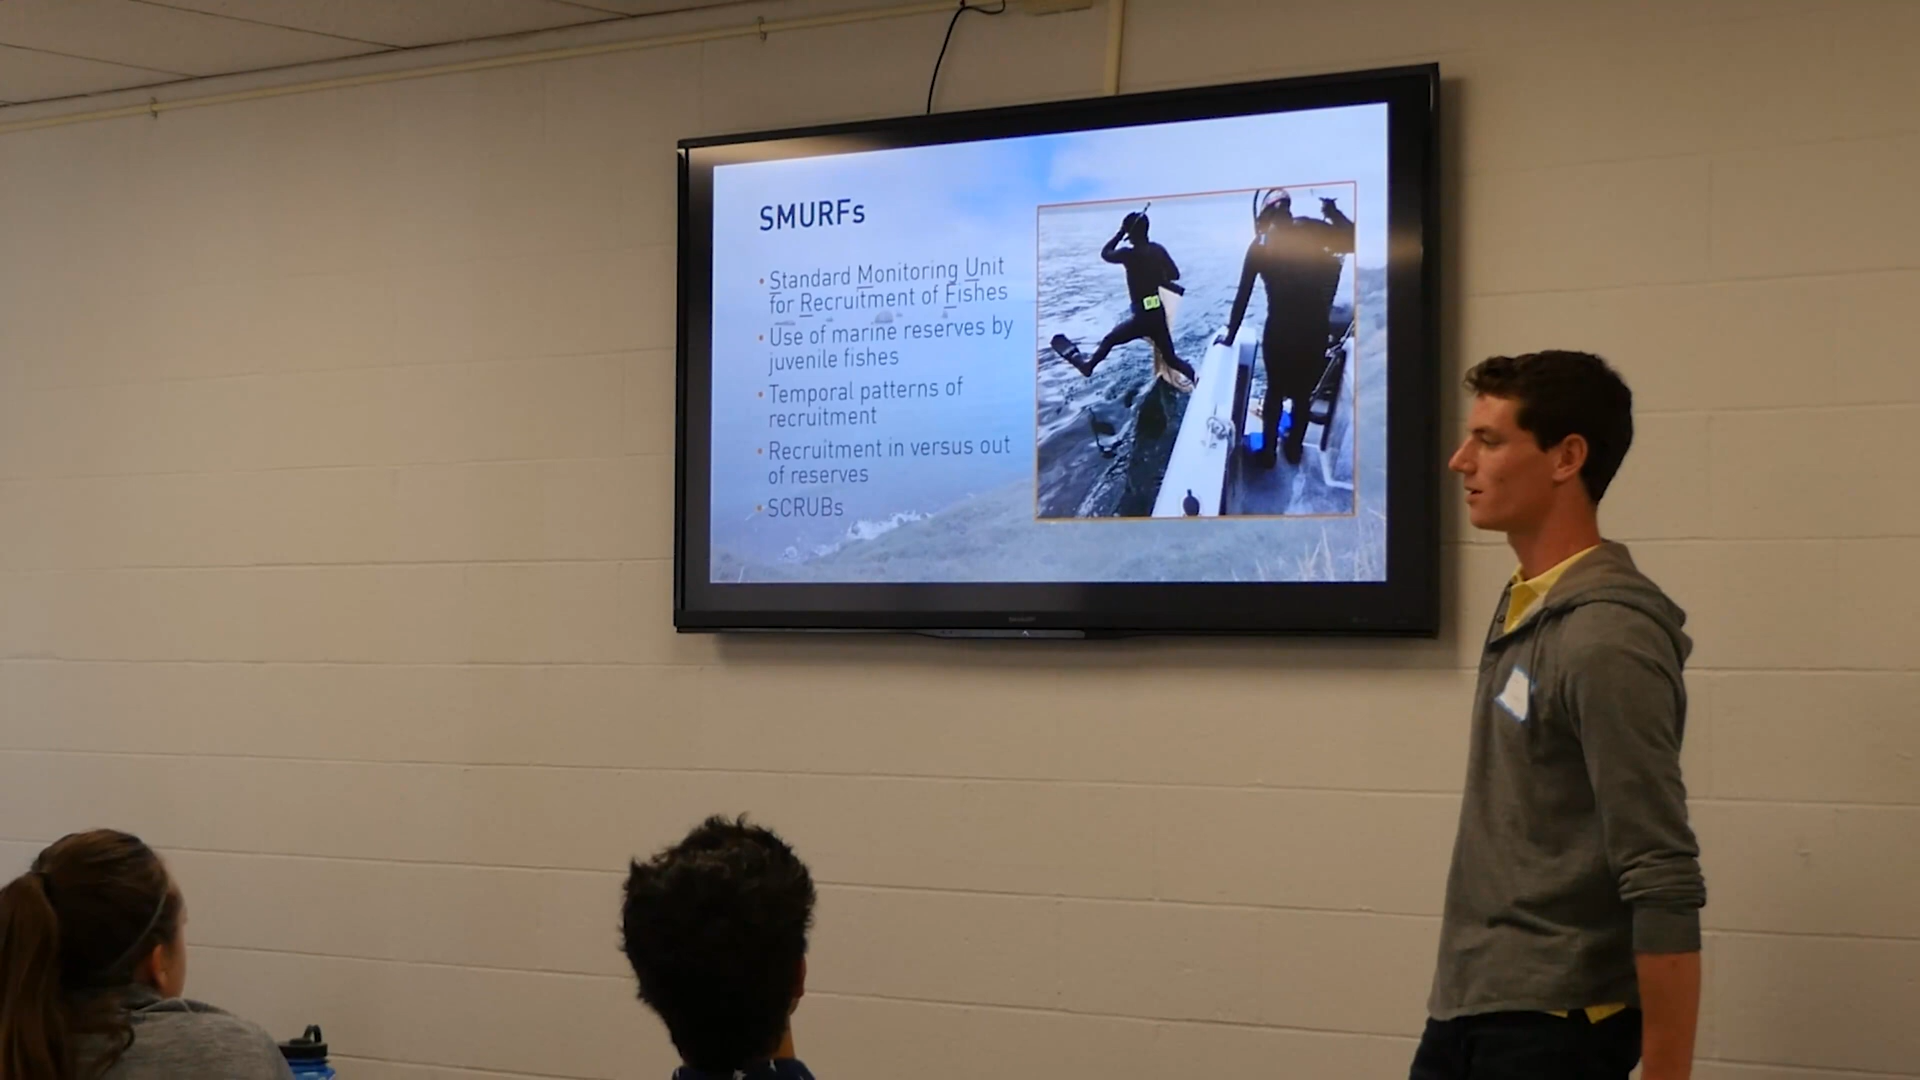 SMURFs
• Standard Monitoring Unit
for Recruitment of Fishes
• Use of marine reserves by
juvenile fishes
• Temporal patterns of
recruitment
• Recruitment in versus out
of reserves
• SCRUBs
SHARP